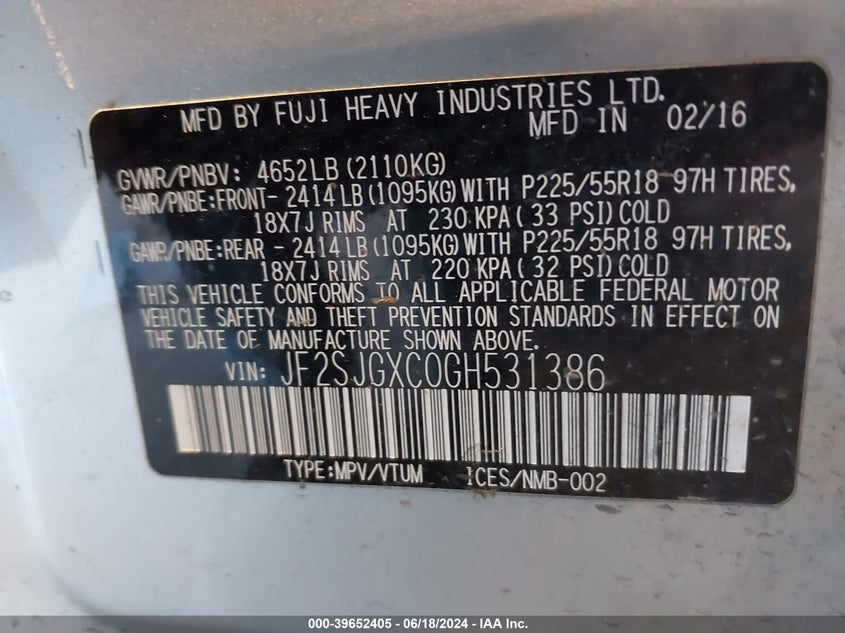 MFD BY FUJI HEAVY INDUSTRIES LTD.
MFD IN 02/16
GVWR/PNBV: 4652LB (2110KG)
GAWR/PNBE:FRONT- 2414 LB (1095KG) WITH P225/55R18 97H TIRES,
18X7J RIMS AT 230 KPA ( 33 PSI) COLD
GAWR/PNBE:REAR - 2414 LB (1095KG) WITH P225/55R18 97H TIRES,
18X7J RIMS AT 220 KPA ( 32 PSI) COLD
THIS VEHICLE CONFORMS TO ALL APPLICABLE FEDERAL MOTOR
VEHICLE SAFETY AND THEFT PREVENTION STANDARDS IN EFFECT ON
THE DATE OF MANUFACTURE SHOWN ABOVE.
VIN: JF2SJGXC0GH531386
TYPE:MPV/VTUM ICES/NMB-002
000-39652405 - 06/18/2024 - IAA Inc.